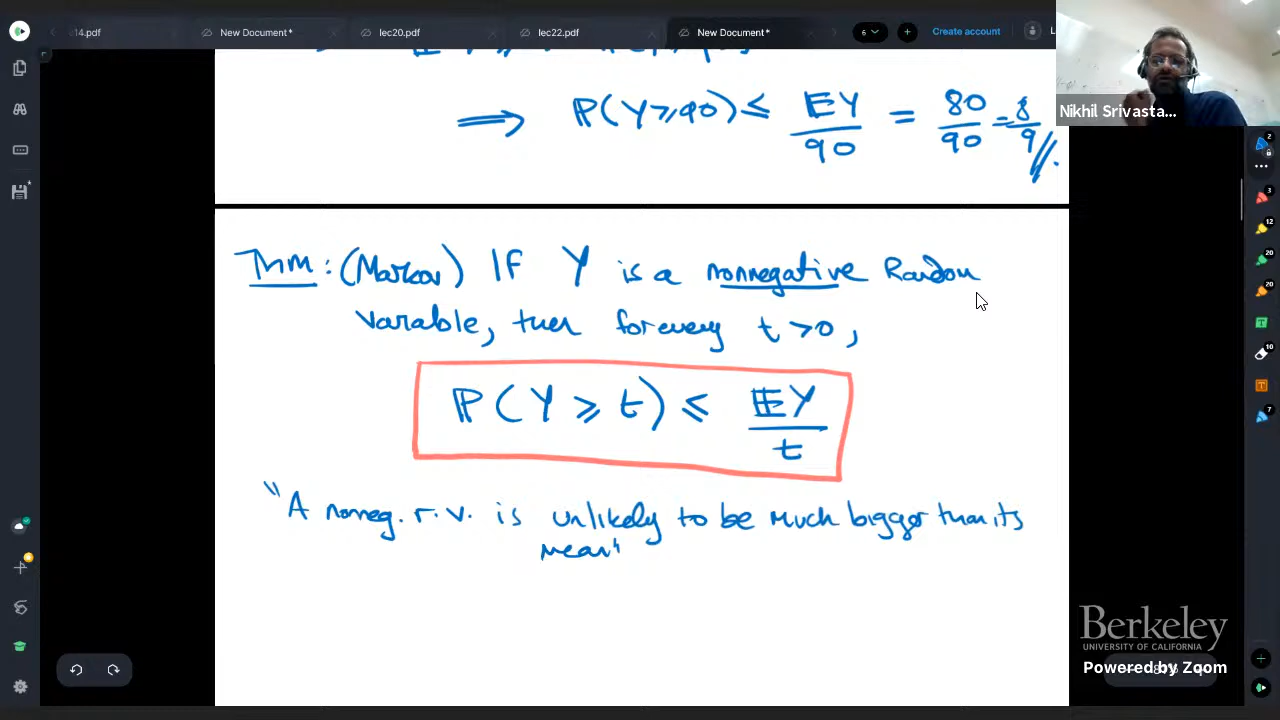 14.pdf
New Document*
lec20.pdf
lec22.pdf
New Document*
6
Create account
P(Y≥90) ≤ EY/90 = 80/90 = 8/9
Nikhil Srivasta...
Thm: (Markov) If Y is a nonnegative Random
variable, then for every t>0,
P(Y ≥ t) ≤ EY/t
"A nonneg. r.v. is unlikely to be much bigger than its
mean"
Berkeley
UNIVERSITY OF CALIFORNIA
Powered by Zoom